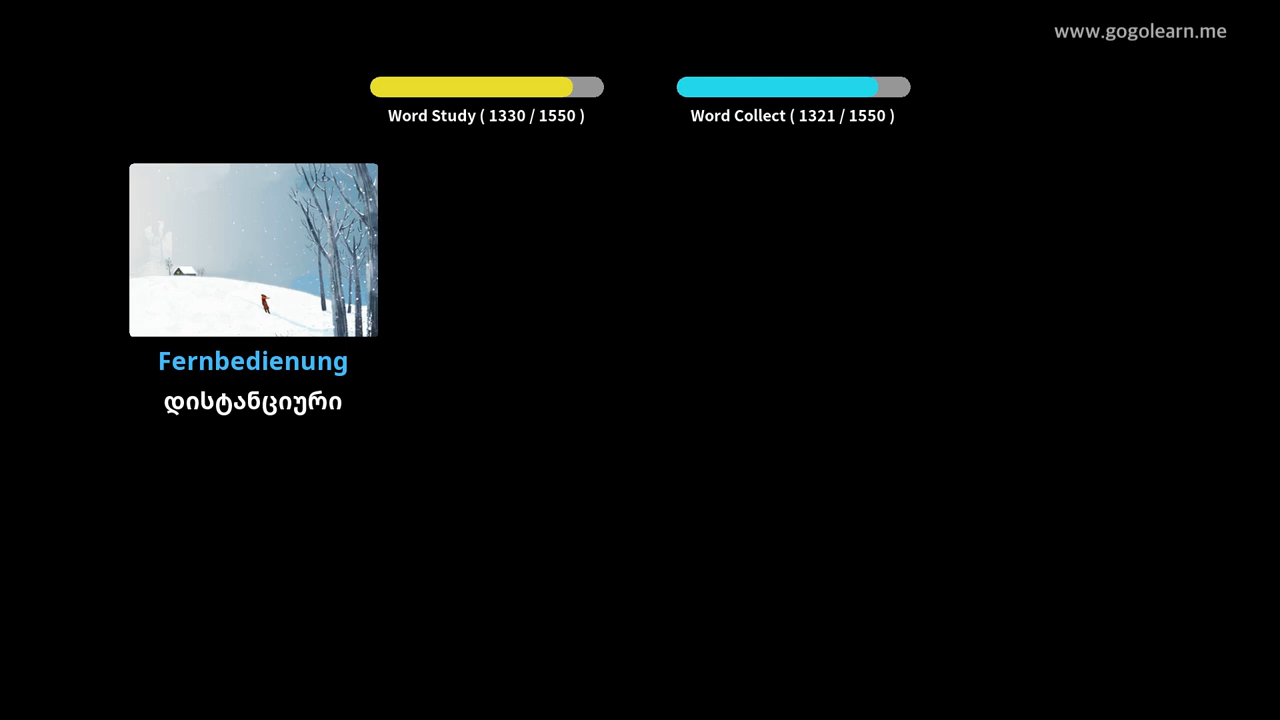 www.gogolearn.me
Word Study ( 1330 / 1550 )
Word Collect ( 1321 / 1550 )
Fernbedienung
დისტანციური